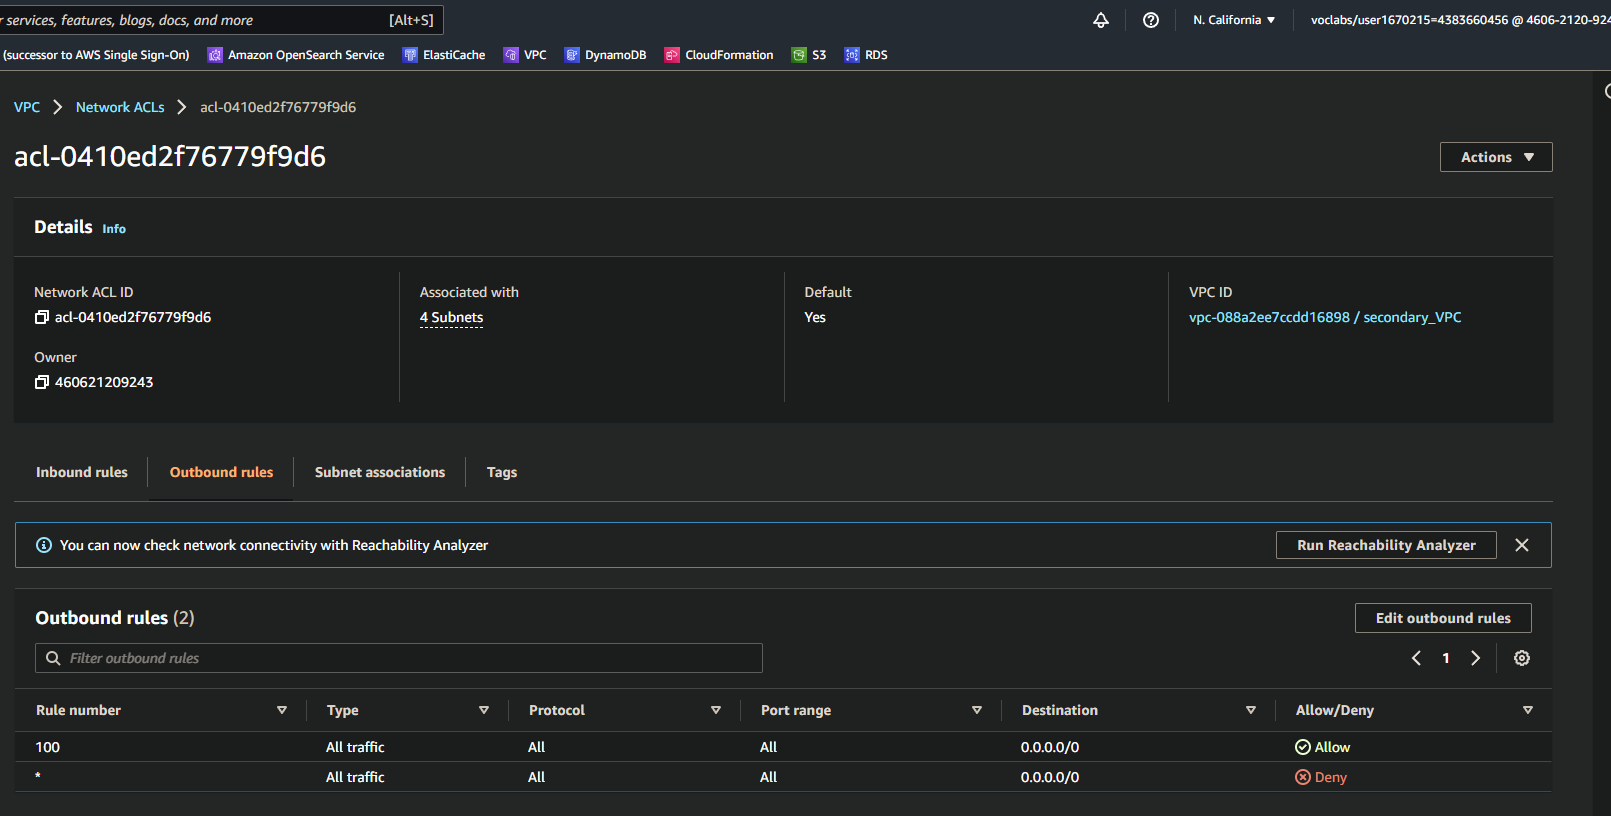 r services, features, blogs, docs, and more [Alt+S] N. California voclabs/user1670215=4383660456 @ 4606-2120-924
(successor to AWS Single Sign-On) Amazon OpenSearch Service ElastiCache VPC DynamoDB CloudFormation S3 RDS
VPC Network ACLs acl-0410ed2f76779f9d6
acl-0410ed2f76779f9d6 Actions
Details Info
Network ACL ID Associated with Default VPC ID
acl-0410ed2f76779f9d6 4 Subnets Yes vpc-088a2ee7ccdd16898 / secondary_VPC
Owner
460621209243
Inbound rules Outbound rules Subnet associations Tags
You can now check network connectivity with Reachability Analyzer Run Reachability Analyzer
Outbound rules (2) Edit outbound rules
Filter outbound rules 1
Rule number Type Protocol Port range Destination Allow/Deny
100 All traffic All All 0.0.0.0/0 Allow
* All traffic All All 0.0.0.0/0 Deny